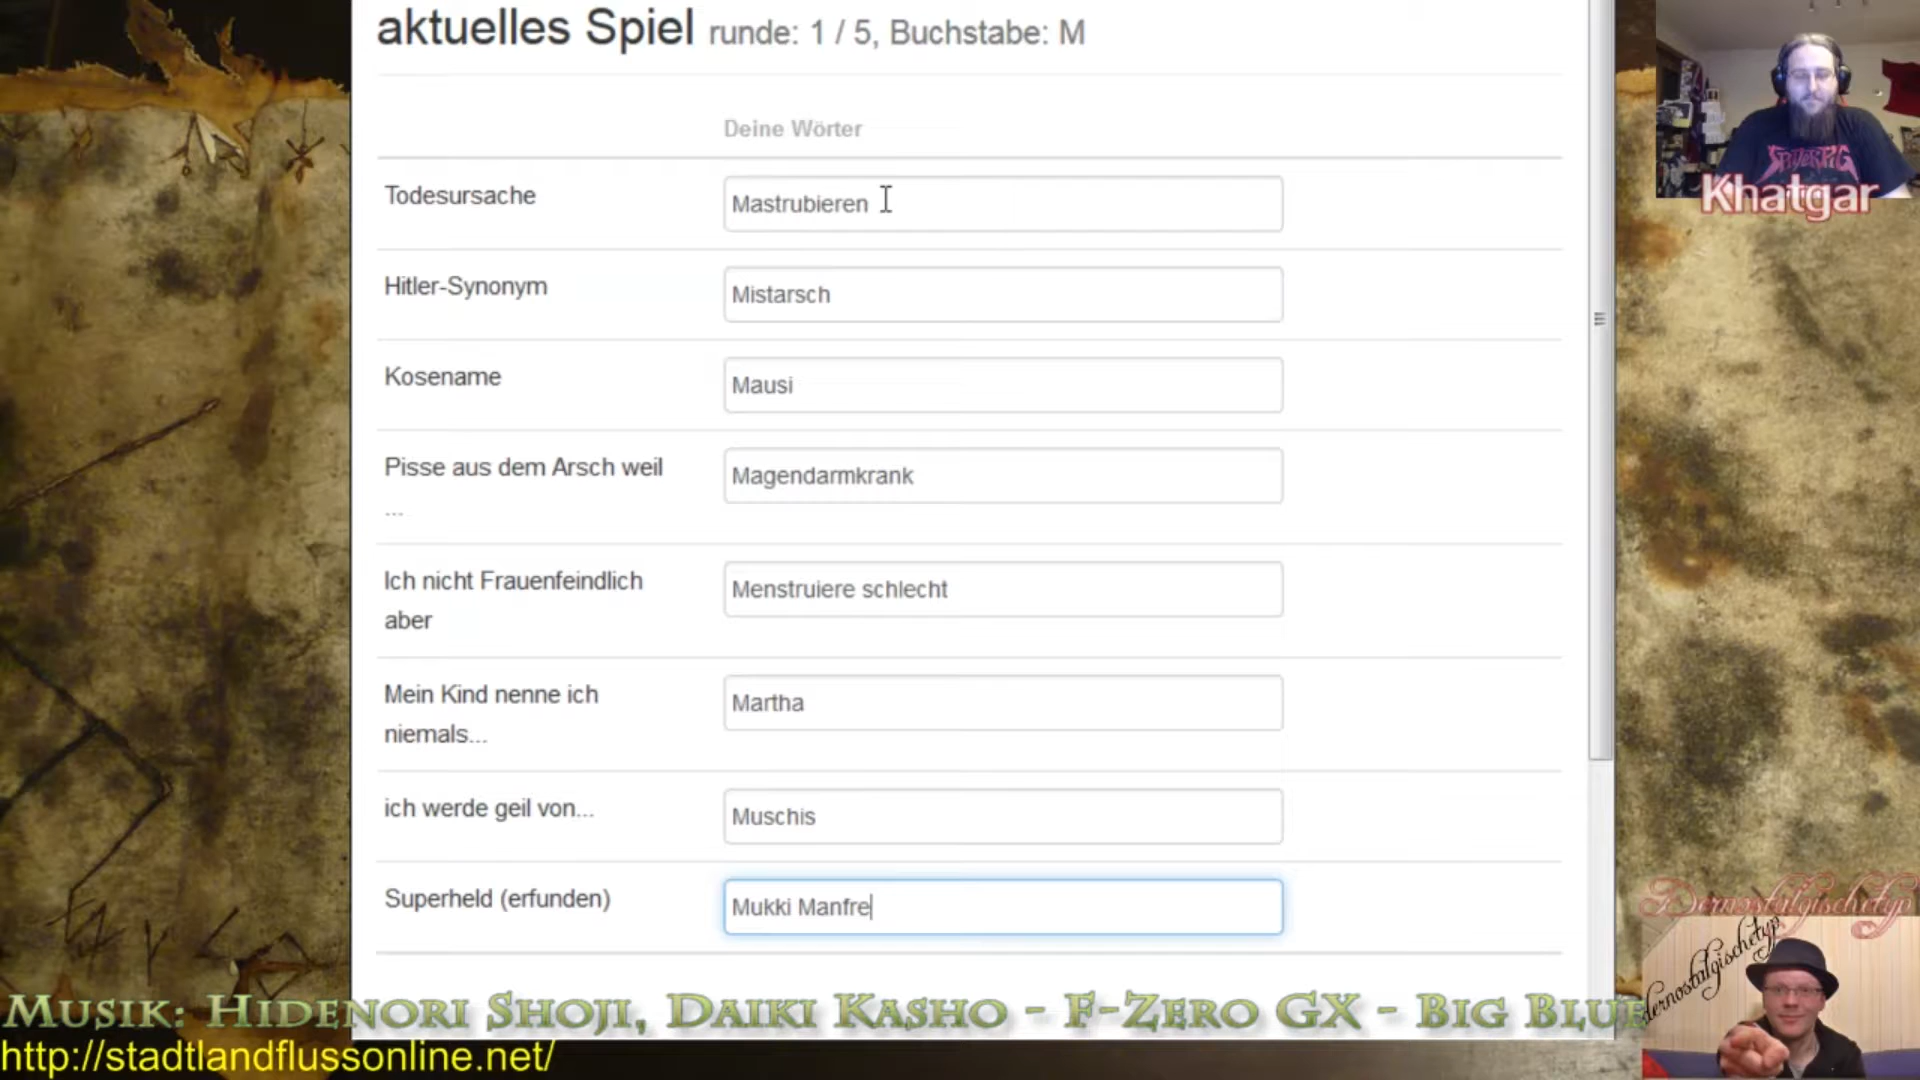 aktuelles Spiel runde: 1 / 5, Buchstabe: M
Deine Wörter
Todesursache
Mastrubieren
Hitler-Synonym
Mistarsch
Kosename
Mausi
Pisse aus dem Arsch weil
...
Magendarmkrank
Ich nicht Frauenfeindlich
aber
Menstruiere schlecht
Mein Kind nenne ich
niemals...
Martha
ich werde geil von...
Muschis
Superheld (erfunden)
Mukki Manfre
Khatgar
Dernostalgischetyp
dernostalgischetyp
Musik: Hidenori Shoji, Daiki Kasho - F-Zero GX - Big Blue
http://stadtlandflussonline.net/